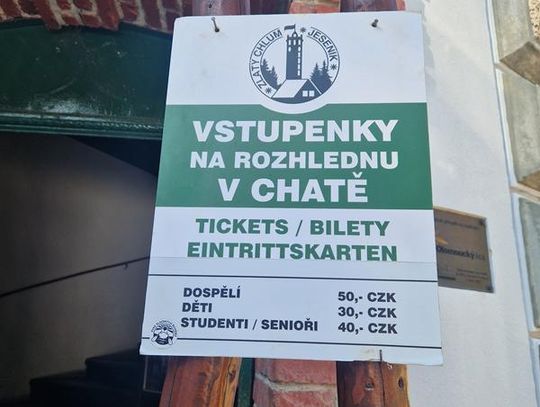 ZLATÝ CHLUM
JESENÍK
VSTUPENKY
NA ROZHLEDNU
V CHATĚ
TICKETS / BILETY
EINTRITTSKARTEN
DOSPĚLÍ 50,- CZK
DĚTI 30,- CZK
STUDENTI / SENIOŘI 40,- CZK
Olomoucký